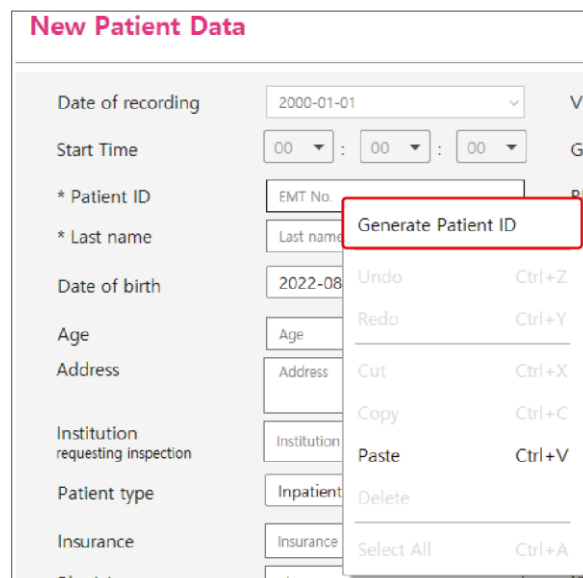 New Patient Data
Date of recording 2000-01-01 V
Start Time 00 : 00 : 00 G
* Patient ID EMT No.
Generate Patient ID
* Last name Last name
Undo Ctrl+Z
Date of birth 2022-08
Redo Ctrl+Y
Age Age
Address Address
Cut Ctrl+X
Copy Ctrl+C
Institution Institution
requesting inspection
Paste Ctrl+V
Patient type Inpatient
Delete
Insurance Insurance
Select All Ctrl+A